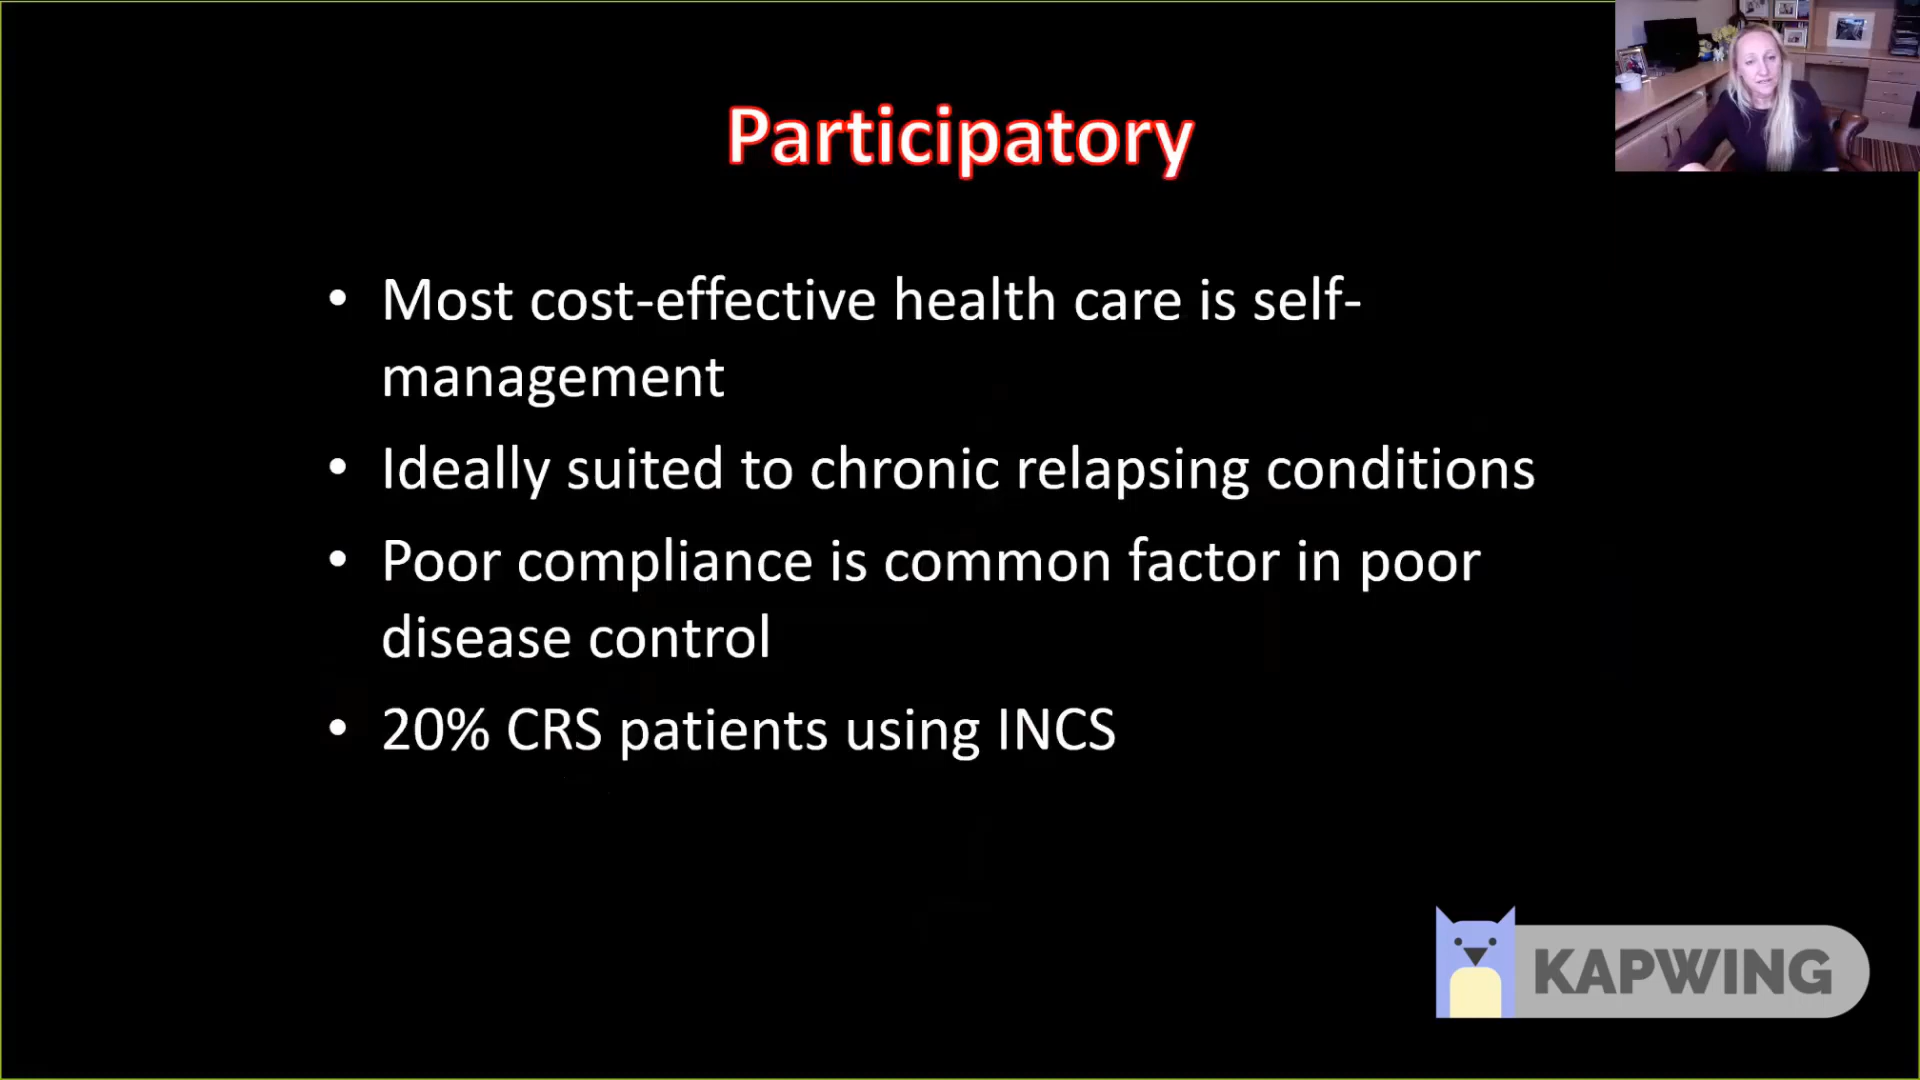 Participatory
• Most cost-effective health care is self-
management
• Ideally suited to chronic relapsing conditions
• Poor compliance is common factor in poor
disease control
• 20% CRS patients using INCS
KAPWING